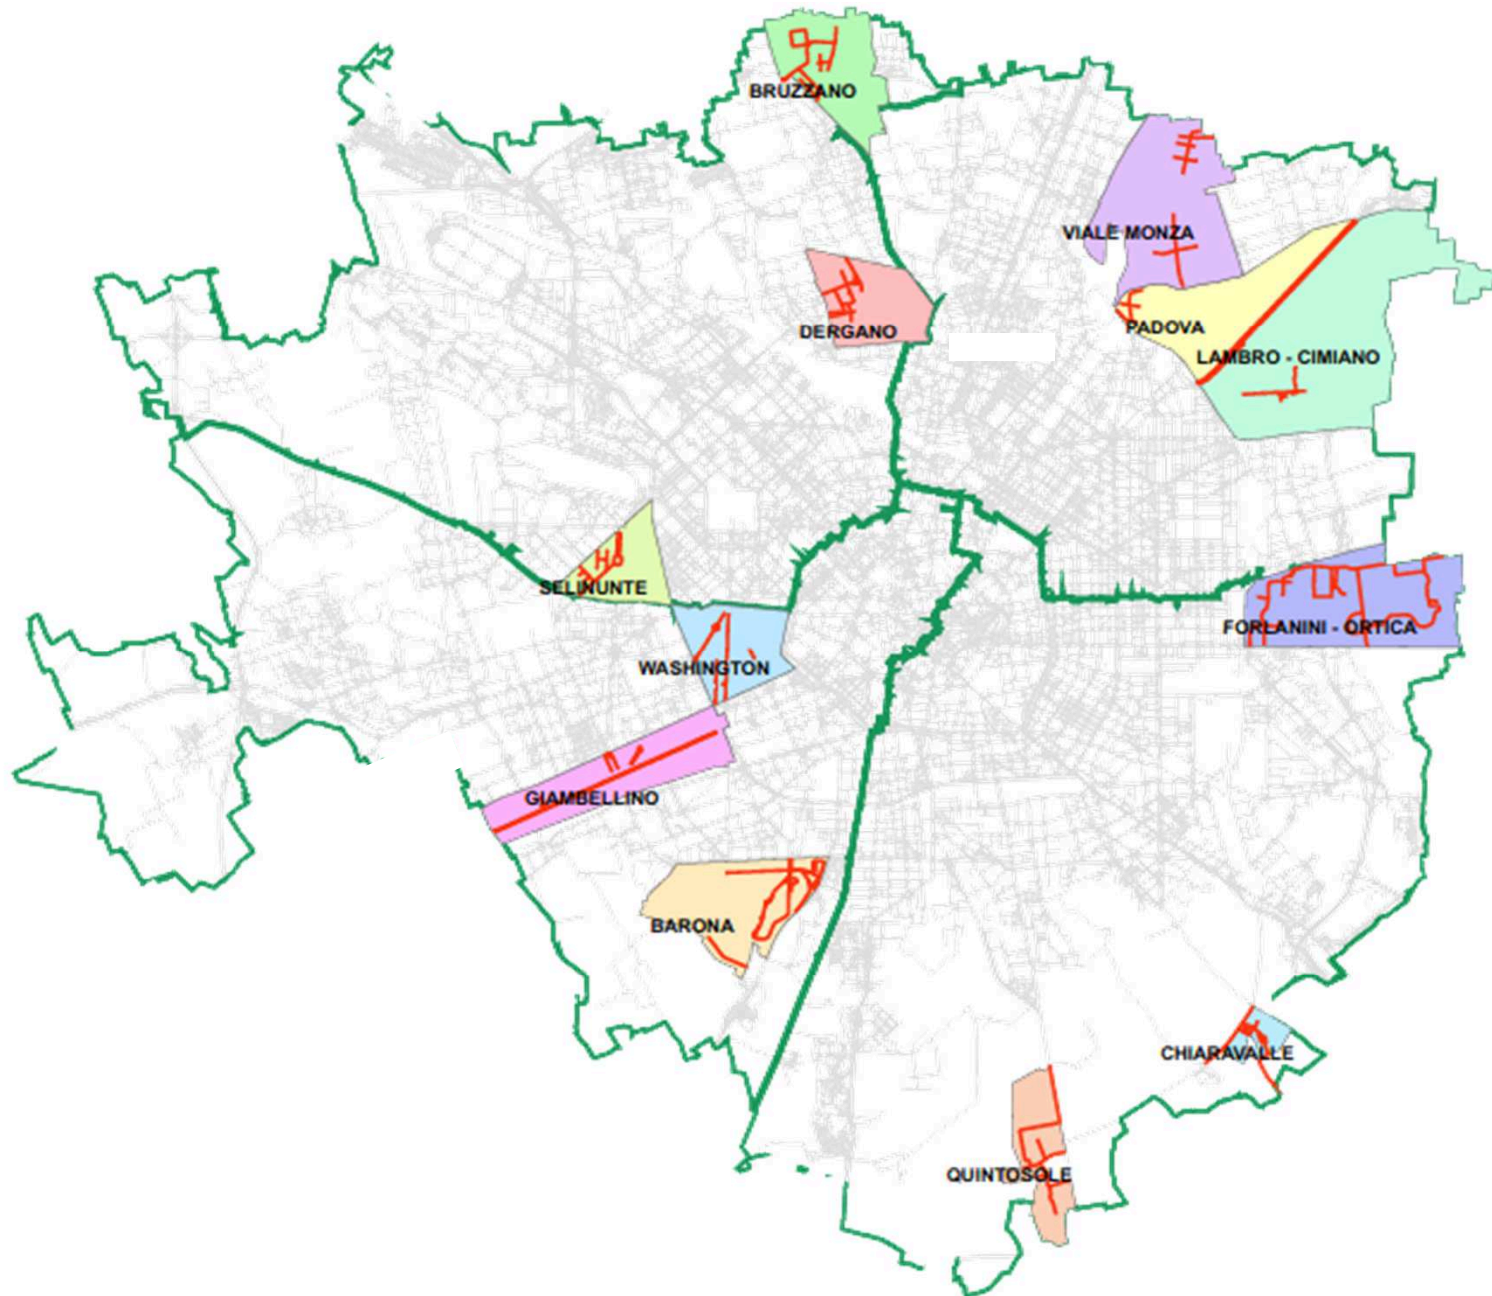 BRUZZANO
VIALE MONZA
DERGANO
PADOVA
LAMBRO - CIMIANO
SELINUNTE
FORLANINI - ORTICA
WASHINGTON
GIAMBELLINO
BARONA
CHIARAVALLE
QUINTOSOLE